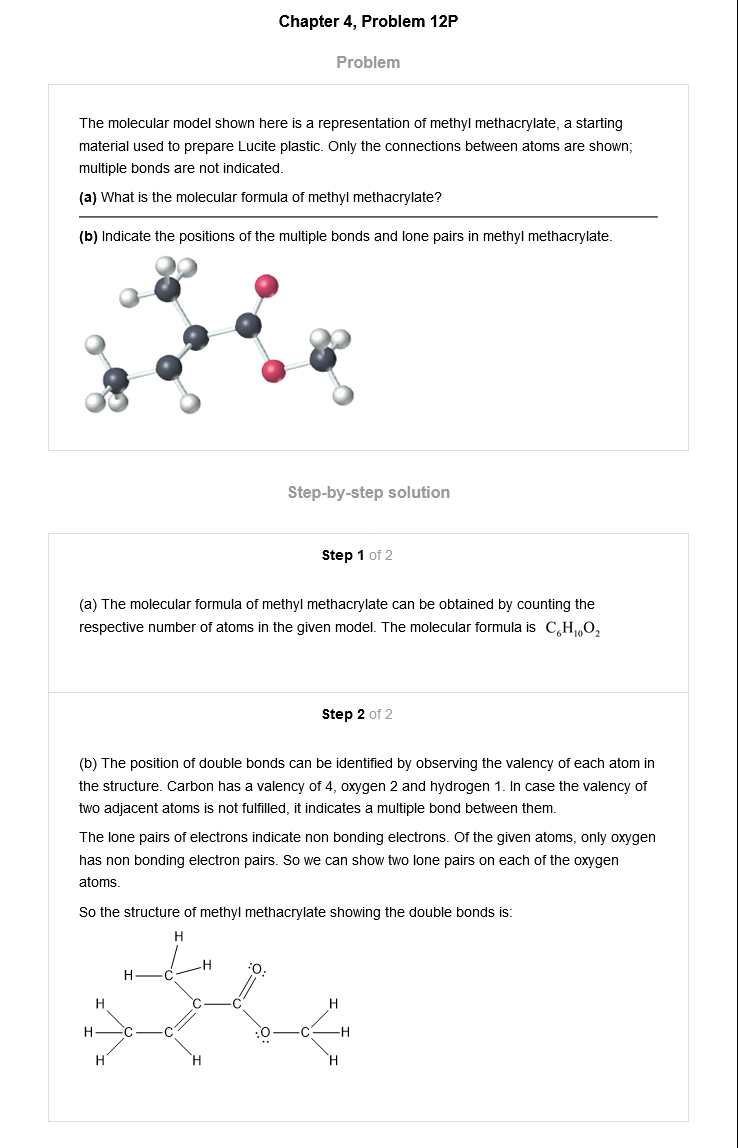 Chapter 4, Problem 12P
Problem
The molecular model shown here is a representation of methyl methacrylate, a starting
material used to prepare Lucite plastic. Only the connections between atoms are shown;
multiple bonds are not indicated.
(a) What is the molecular formula of methyl methacrylate?
(b) Indicate the positions of the multiple bonds and lone pairs in methyl methacrylate.
Step-by-step solution
Step 1 of 2
(a) The molecular formula of methyl methacrylate can be obtained by counting the
respective number of atoms in the given model. The molecular formula is C₆H₁₀O₂
Step 2 of 2
(b) The position of double bonds can be identified by observing the valency of each atom in
the structure. Carbon has a valency of 4, oxygen 2 and hydrogen 1. In case the valency of
two adjacent atoms is not fulfilled, it indicates a multiple bond between them.
The lone pairs of electrons indicate non bonding electrons. Of the given atoms, only oxygen
has non bonding electron pairs. So we can show two lone pairs on each of the oxygen
atoms.
So the structure of methyl methacrylate showing the double bonds is:
H
H C H :O:
H C C H
H C C :O C H
H H H